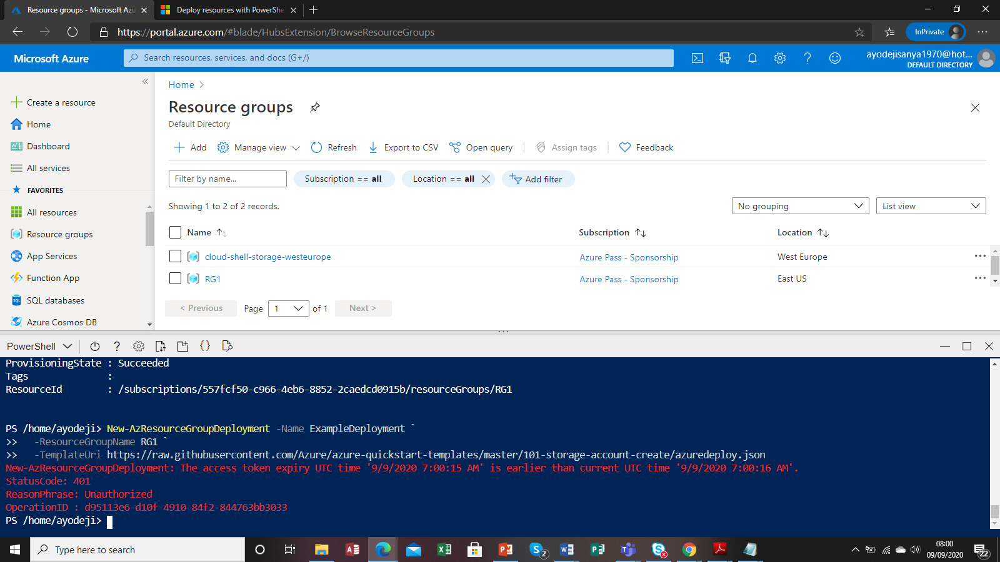 Resource groups - Microsoft Azu
Deploy resources with PowerShe
https://portal.azure.com/#blade/HubsExtension/BrowseResourceGroups
InPrivate
Microsoft Azure
Search resources, services, and docs (G+/)
ayodejisanya1970@hot...
DEFAULT DIRECTORY
Create a resource
Home
Dashboard
All services
FAVORITES
All resources
Resource groups
App Services
Function App
SQL databases
Azure Cosmos DB
Home >
Resource groups
Default Directory
Add
Manage view
Refresh
Export to CSV
Open query
Assign tags
Feedback
Filter by name...
Subscription == all
Location == all
Add filter
Showing 1 to 2 of 2 records.
No grouping
List view
Name
Subscription
Location
cloud-shell-storage-westeurope
Azure Pass - Sponsorship
West Europe
RG1
Azure Pass - Sponsorship
East US
< Previous
Page 1 of 1
Next >
PowerShell
ProvisioningState : Succeeded
Tags :
ResourceId : /subscriptions/557fcf50-c966-4eb6-8852-2caedcd0915b/resourceGroups/RG1
PS /home/ayodeji> New-AzResourceGroupDeployment -Name ExampleDeployment `
>> -ResourceGroupName RG1 `
>> -TemplateUri https://raw.githubusercontent.com/Azure/azure-quickstart-templates/master/101-storage-account-create/azuredeploy.json
New-AzResourceGroupDeployment: The access token expiry UTC time '9/9/2020 7:00:15 AM' is earlier than current UTC time '9/9/2020 7:00:16 AM'.
StatusCode: 401
ReasonPhrase: Unauthorized
OperationID : d95113e6-d10f-4910-84f2-844763bb3033
PS /home/ayodeji>
Type here to search
2
08:00
09/09/2020
22